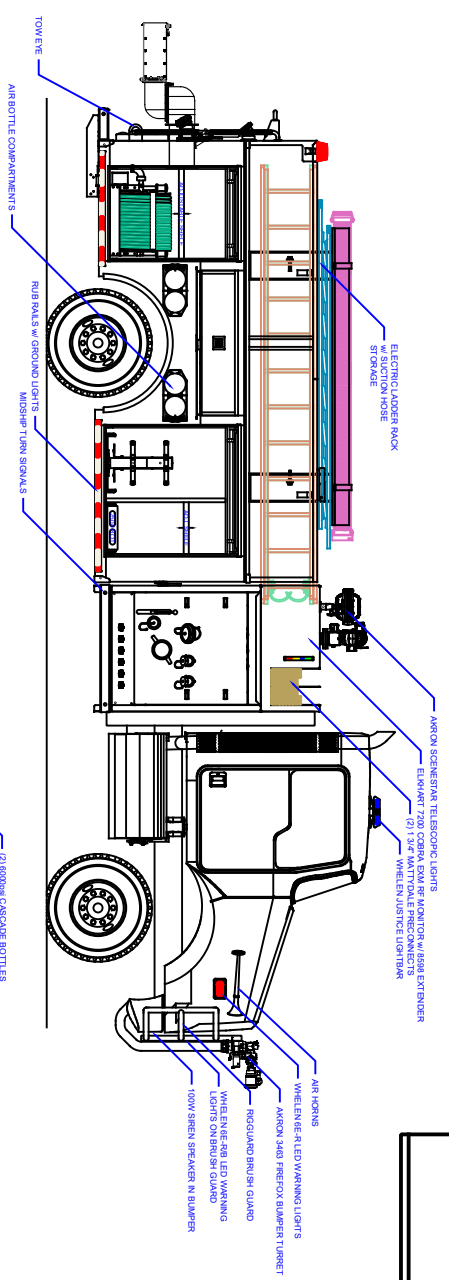 TOW EYE
AIR BOTTLE COMPARTMENTS
RUB RAILS w/ GROUND LIGHTS
MIDSHIP TURN SIGNALS
ELECTRIC LADDER RACK
w/ SUCTION HOSE
STORAGE
AKRON SCENESTAR TELESCOPIC LIGHTS
ELKHART 7200 COBRA EXM RF MONITOR w/ 8598 EXTENDER
(2) 1 3/4" MATTYDALE PRECONNECTS
WHELEN JUSTICE LIGHTBAR
AIR HORNS
WHELEN 6E-R LED WARNING LIGHTS
AKRON 3463 FIREFOX BUMPER TURRET
RIGGUARD BRUSH GUARD
WHELEN 6E-R/B LED WARNING
LIGHTS ON BRUSH GUARD
100W SIREN SPEAKER IN BUMPER
(2) 6000psi CASCADE BOTTLES